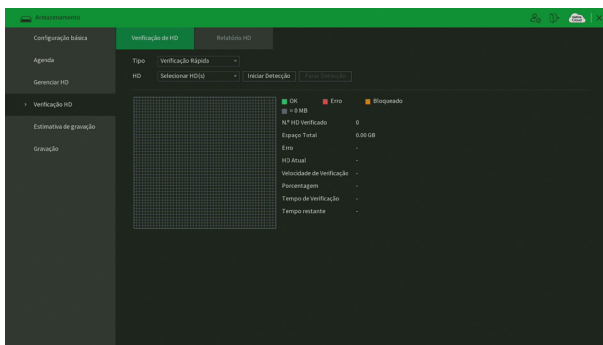 Armazenamento
Configuração básica
Verificação de HD
Relatório HD
Agenda
Tipo
Verificação Rápida
Gerenciar HD
HD
Selecionar HD(s)
Iniciar Detecção
Parar Detecção
Verificação HD
OK
Erro
Bloqueado
= 0 MB
N.º HD Verificado 0
Estimativa de gravação
Espaço Total 0.00 GB
Gravação
Erro -
HD Atual -
Velocidade de Verificação -
Porcentagem -
Tempo de Verificação -
Tempo restante -